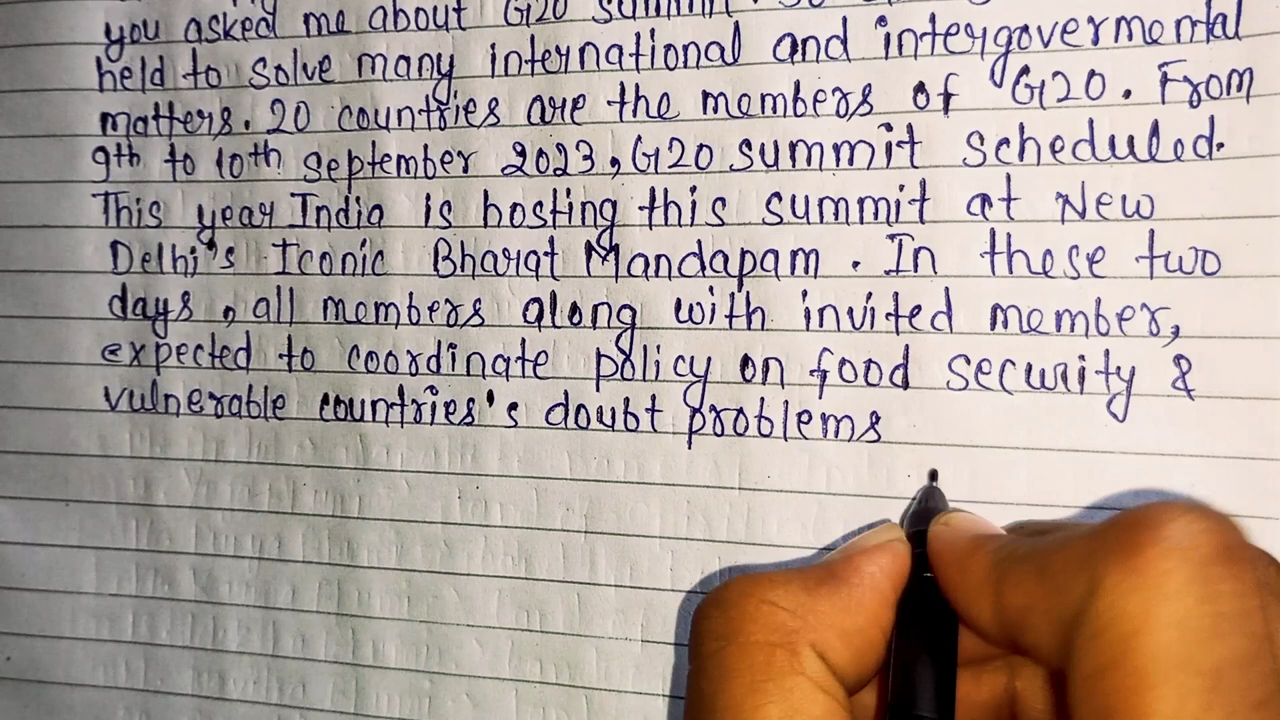 you asked me about G20 summit. So
held to solve many international and intergovermental
matters. 20 countries are the members of G20. From
9th to 10th September 2023, G20 summit scheduled.
This year India is hosting this summit at New
Delhi's Iconic Bharat Mandapam. In these two
days, all members along with invited member,
expected to coordinate policy on food security &
vulnerable countries's doubt problems